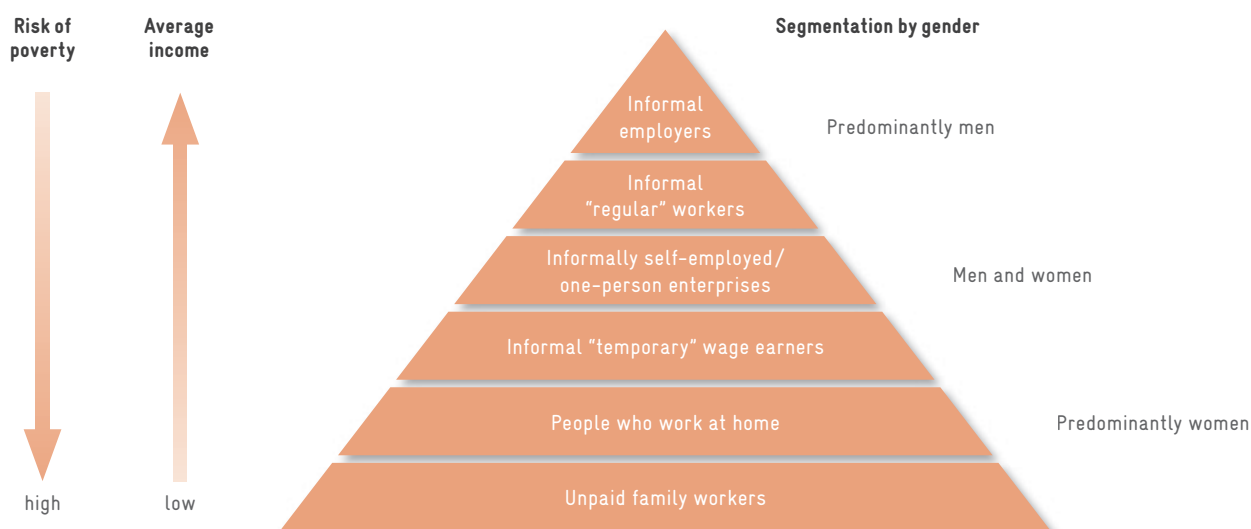 Risk of
poverty
Average
income
Segmentation by gender
Informal
employers
Predominantly men
Informal
“regular” workers
Informally self-employed/
one-person enterprises
Men and women
Informal “temporary” wage earners
People who work at home
Predominantly women
Unpaid family workers
high
low